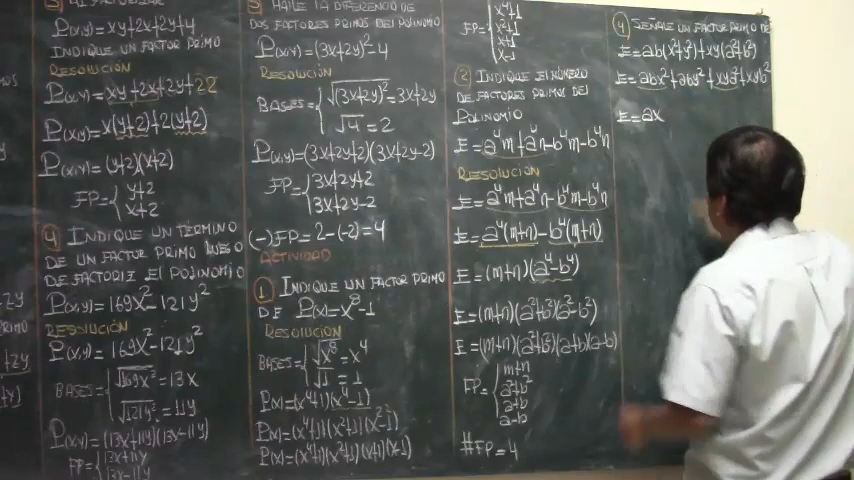 3) FACTORIZAR
P(x,y)=xy+2x+2y+4
INDIQUE UN FACTOR PRIMO
RESOLUCIÓN
P(x,y)=xy+2x+2y+22
P(x,y)=x(y+2)+2(y+2)
P(x,y)=(y+2)(x+2)
FP={y+2
x+2
4 INDIQUE UN TÉRMINO
DE UN FACTOR PRIMO LUEGO
DE FACTORIZ EL POLINOMIO
P(x,y)=169x²-121y²
RESOLUCIÓN
P(x,y)=169x²-121y²
BASES={√169x²=13x
√121y²=11y
P(x,y)=(13x+11y)(13x-11y)
FP={13x+11y
13x-11y
HALLE LA DIFERENCIA DE
DOS FACTORES PRIMOS DEL POLINOMIO
P(x,y)=(3x+2y)²-4
RESOLUCIÓN
BASES={√(3x+2y)²=3x+2y
√4=2
P(x,y)=(3x+2y+2)(3x+2y-2)
FP={3x+2y+2
3x+2y-2
(-)FP=2-(-2)=4
ACTIVIDAD
1 INDIQUE UN FACTOR PRIMO
DE P(x)=x⁸-1
RESOLUCIÓN
BASES={√x⁸=x⁴
√1=1
P(x)=(x⁴+1)(x⁴-1)
P(x)=(x⁴+1)(x²+1)(x²-1)
P(x)=(x⁴+1)(x²+1)(x+1)(x-1)
FP={x⁴+1
x²+1
x+1
x-1
2 INDIQUE EL NÚMERO
DE FACTORES PRIMOS DEL
POLINOMIO
E=a⁴m+a⁴n-b⁴m-b⁴n
RESOLUCIÓN
E=a⁴m+a⁴n-b⁴m-b⁴n
E=a⁴(m+n)-b⁴(m+n)
E=(m+n)(a⁴-b⁴)
E=(m+n)(a²+b²)(a²-b²)
E=(m+n)(a²+b²)(a+b)(a-b)
FP={m+n
a²+b²
a+b
a-b
#FP=4
4 SEÑALE UN FACTOR PRIMO DE
E=ab(x²+y²)+xy(a²+b²)
E=abx²+aby²+xya²+xyb²
E=ax